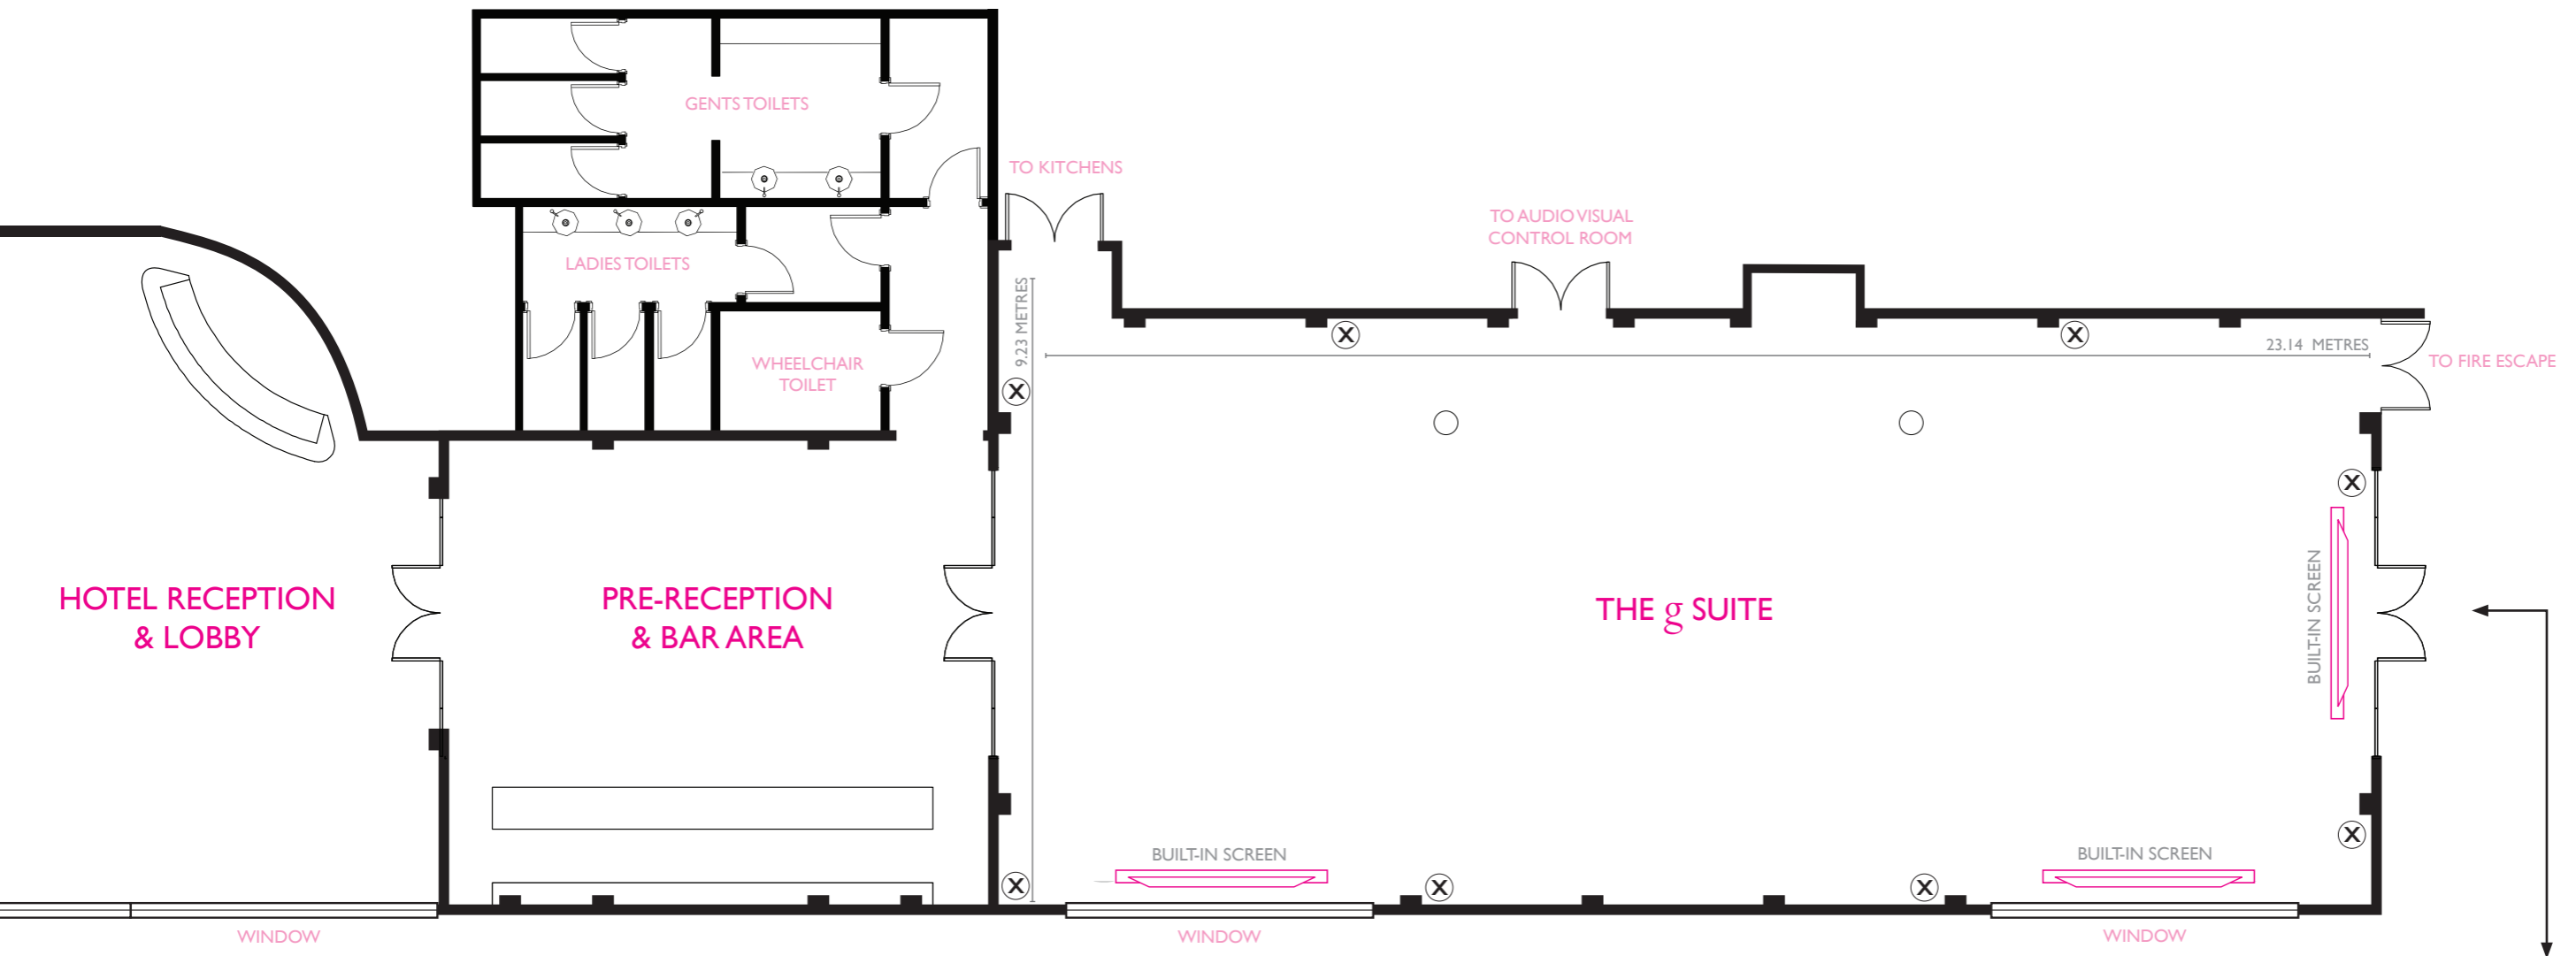 GENTS TOILETS
TO KITCHENS
TO AUDIO VISUAL
CONTROL ROOM
LADIES TOILETS
9.23 METRES
23.14 METRES
TO FIRE ESCAPE
WHEELCHAIR
TOILET
X
X
X
X
HOTEL RECEPTION
& LOBBY
PRE-RECEPTION
& BAR AREA
THE g SUITE
BUILT-IN SCREEN
X
BUILT-IN SCREEN
BUILT-IN SCREEN
X
X
X
WINDOW
WINDOW
WINDOW